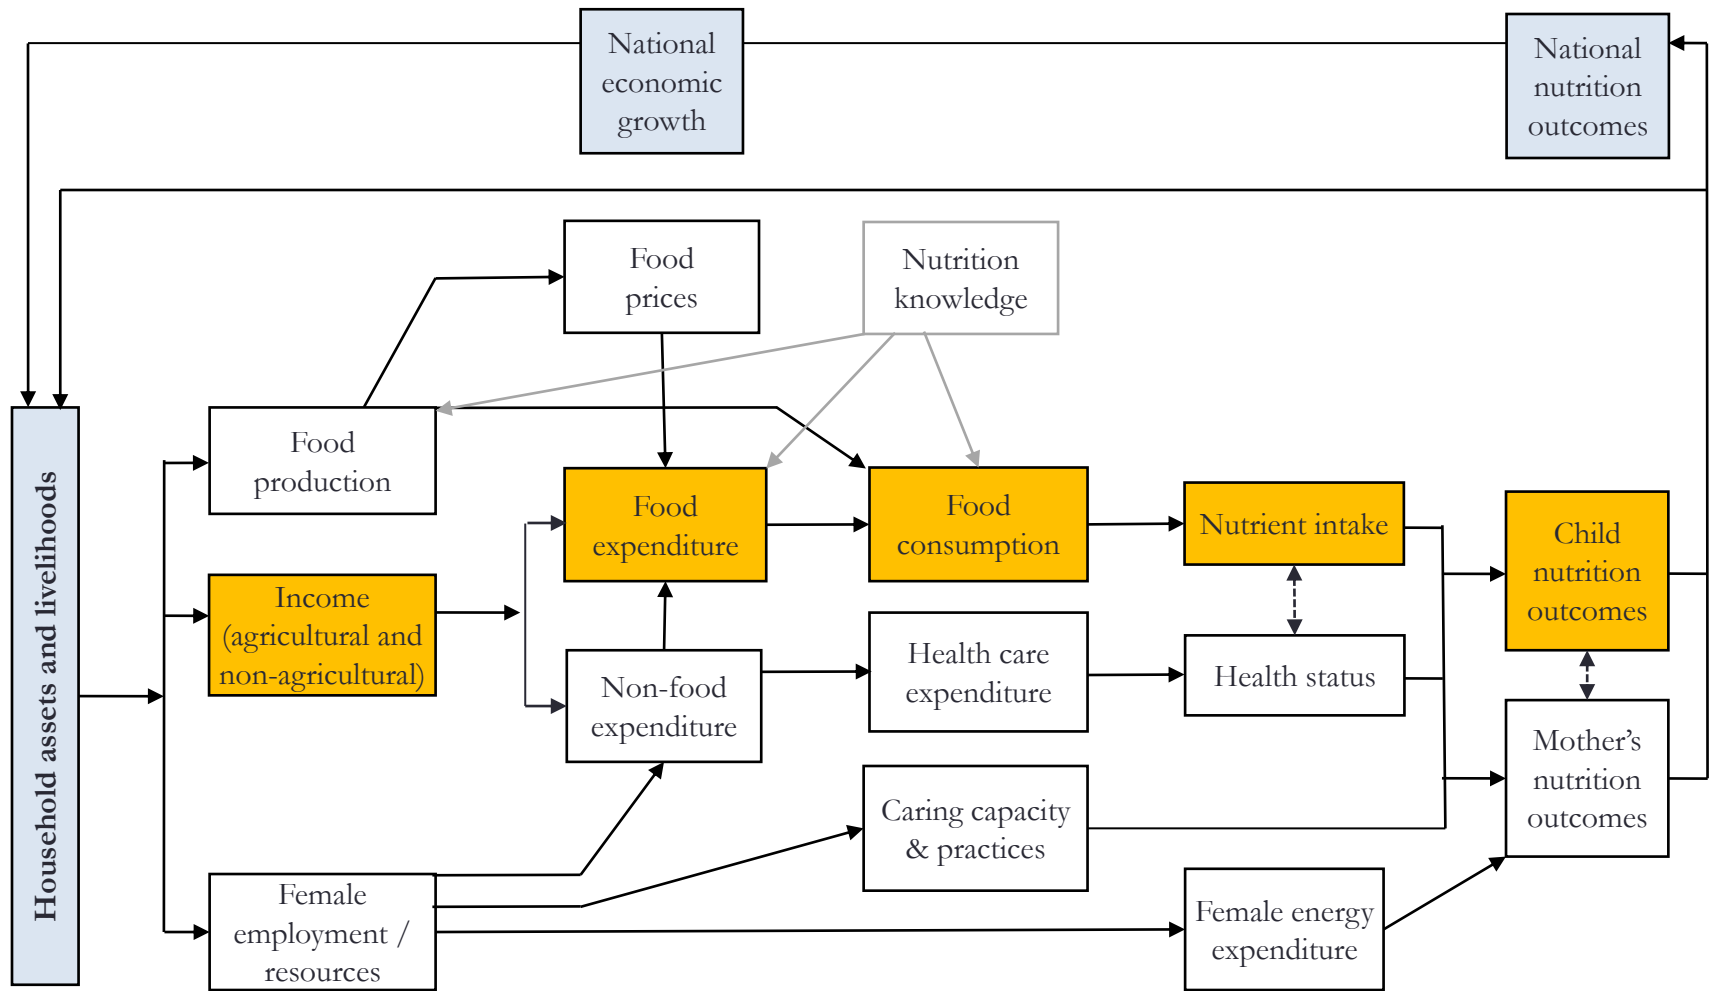 National
economic
growth
National
nutrition
outcomes
Food
prices
Nutrition
knowledge
Household assets and livelihoods
Food
production
Food
expenditure
Food
consumption
Nutrient intake
Child
nutrition
outcomes
Income
(agricultural and
non-agricultural)
Non-food
expenditure
Health care
expenditure
Health status
Mother’s
nutrition
outcomes
Caring capacity
& practices
Female
employment /
resources
Female energy
expenditure